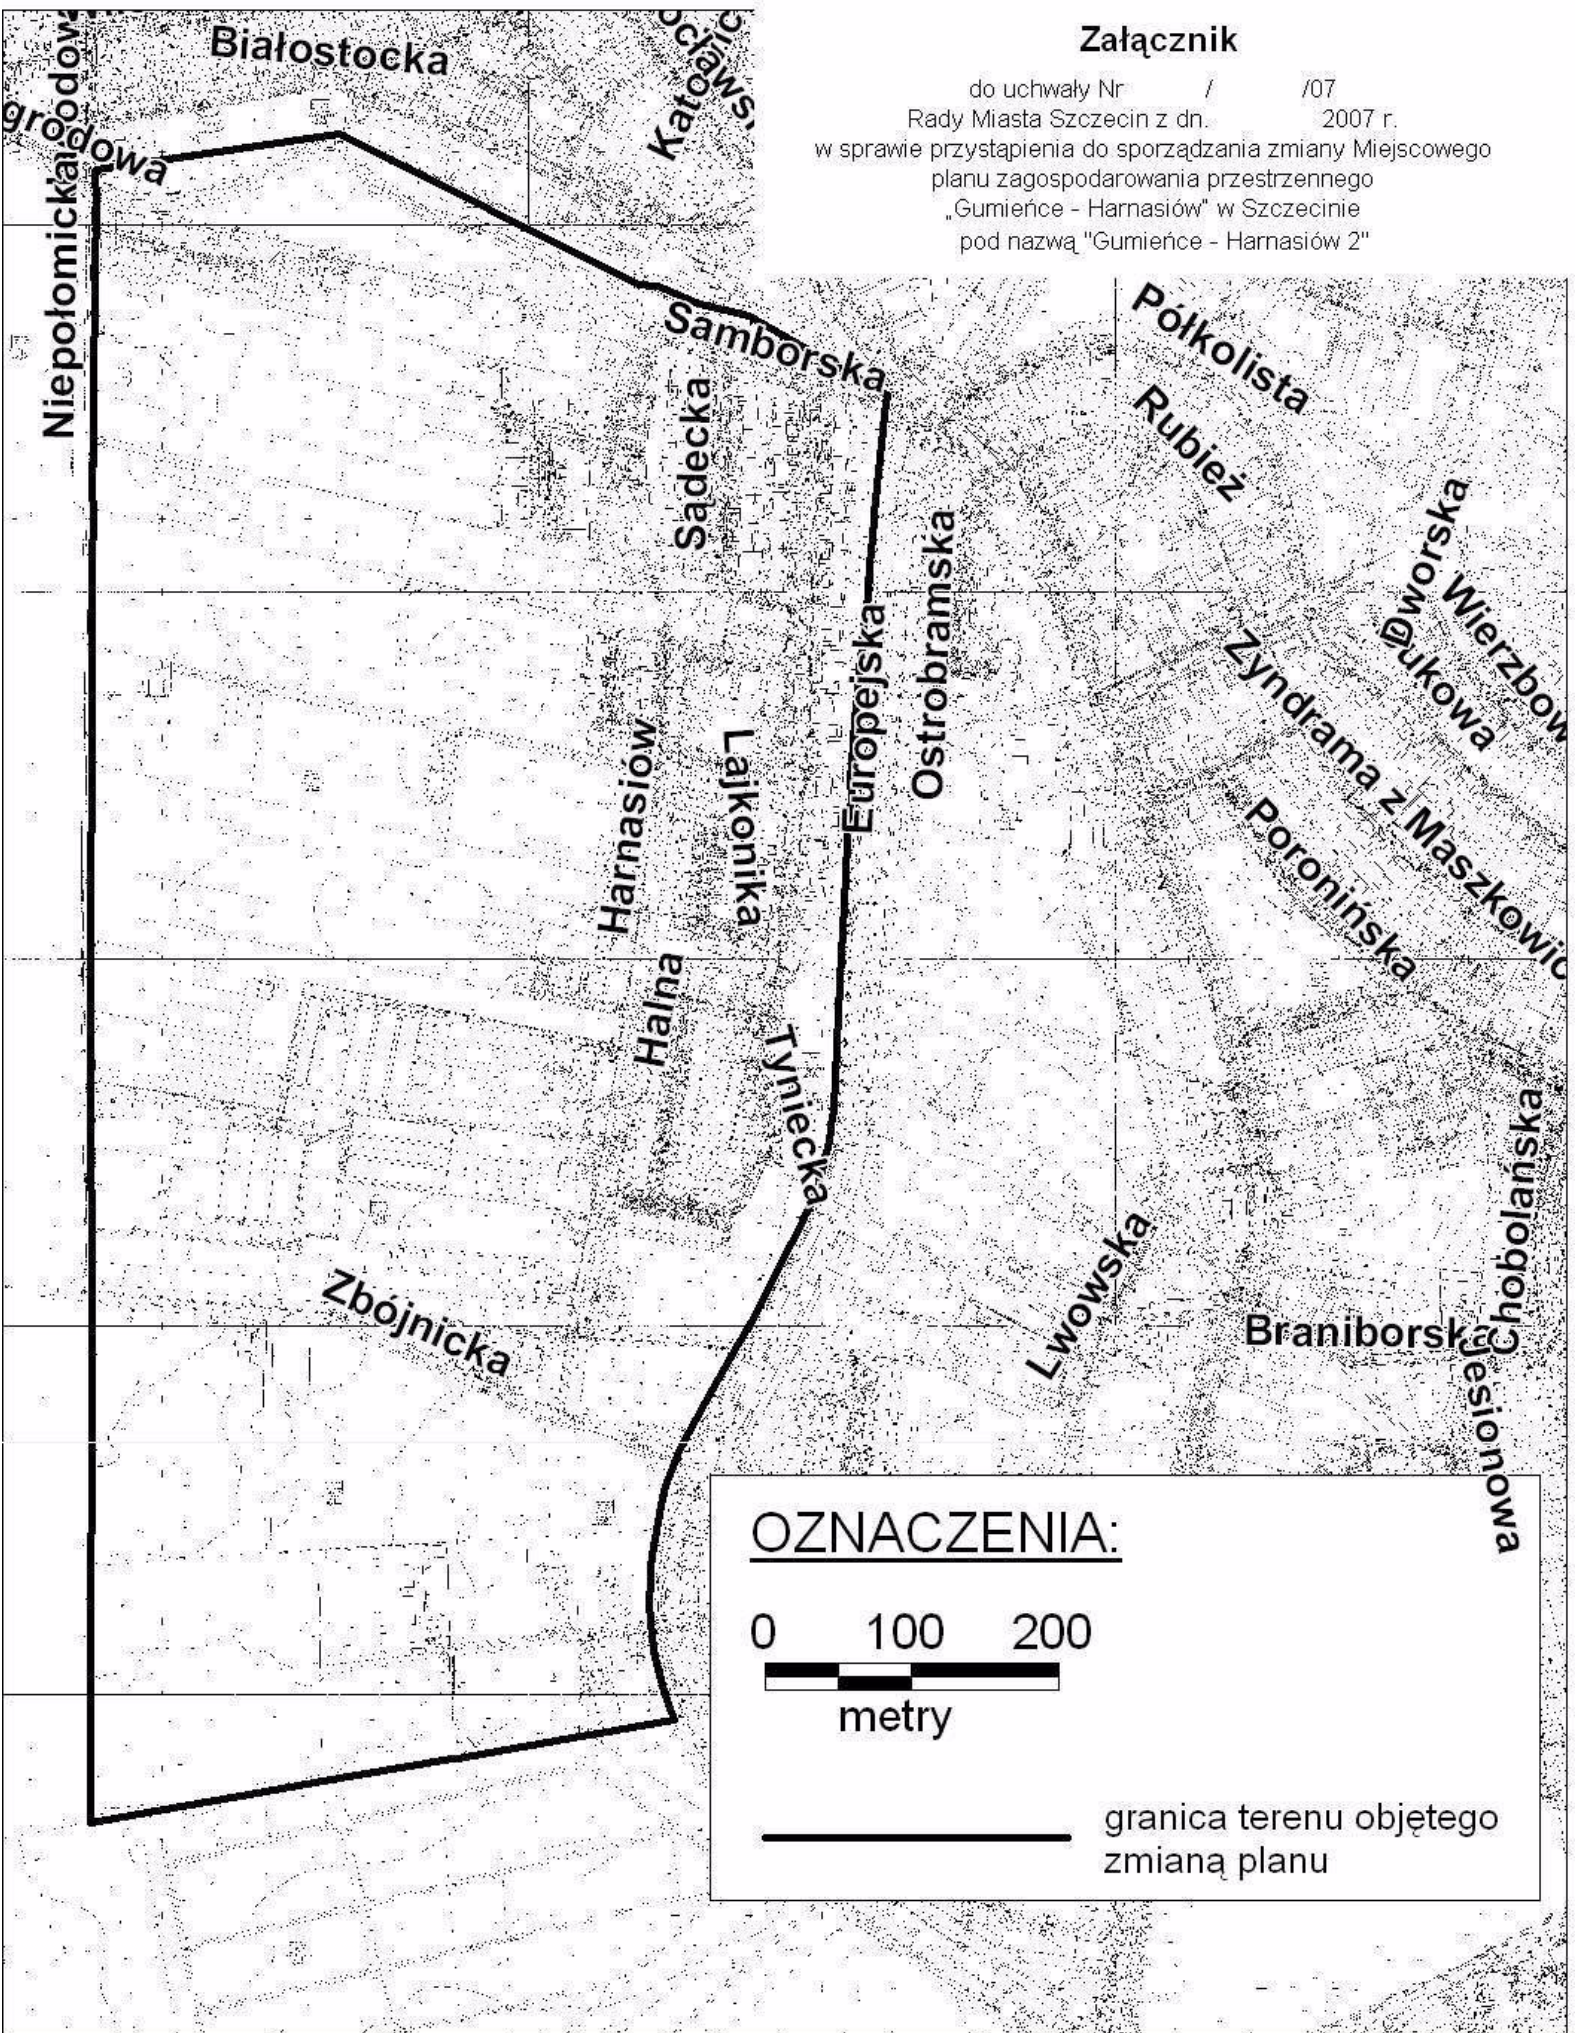 Załącznik
do uchwały Nr / /07
Rady Miasta Szczecin z dn. 2007 r.
w sprawie przystąpienia do sporządzania zmiany Miejscowego
planu zagospodarowania przestrzennego
„Gumieńce - Harnasiów" w Szczecinie
pod nazwą "Gumieńce - Harnasiów 2"
Białostocka
grodowa
Niepołomicka
Samborska
Sądecka
Półkolista
Rubież
Dworska
Wierzbow
Bukowa
Zyndrama z Maszkowic
Ostrobramska
Europejska
Harnasiów
Lajkonika
Poronińska
Halna
Tyniecka
Chobolańska
Lwowska
Zbójnicka
Braniborska
Jesionowa
OZNACZENIA:
0 100 200
metry
granica terenu objętego
zmianą planu